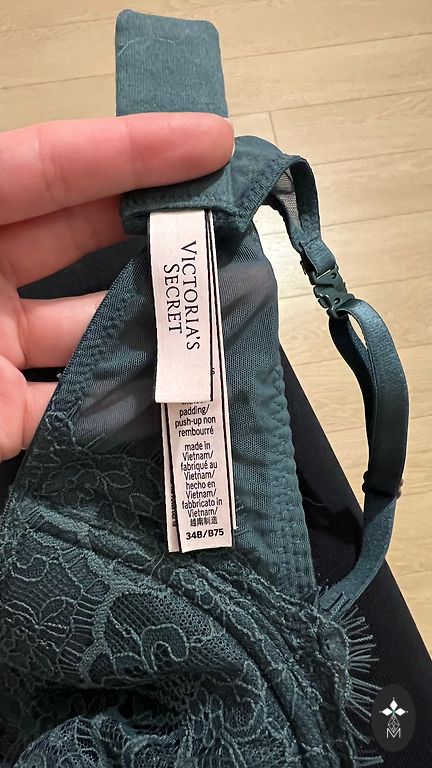 VICTORIA'S
SECRET
padding/
push-up non
rembourré
made in
Vietnam/
fabriqué au
Vietnam/
hecho en
Vietnam/
fabbricato in
Vietnam/
越南制造
34B/B75
M